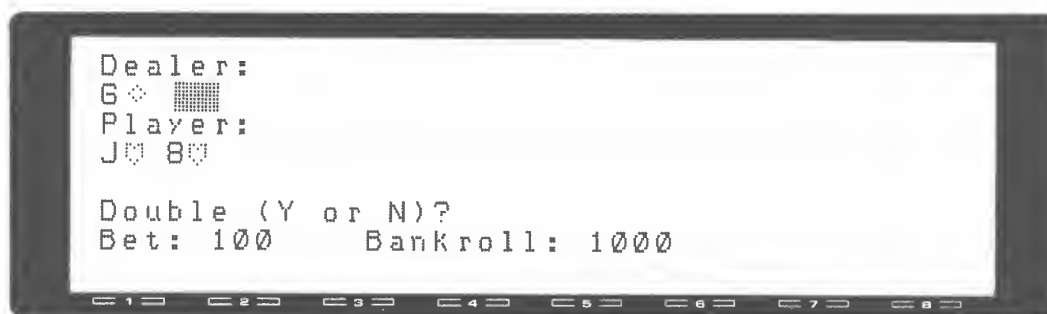 Dealer:
6♢ ▒▒
Player:
J♡ 8♡
Double (Y or N)?
Bet: 100 Bankroll: 1000
1 2 3 4 5 6 7 8